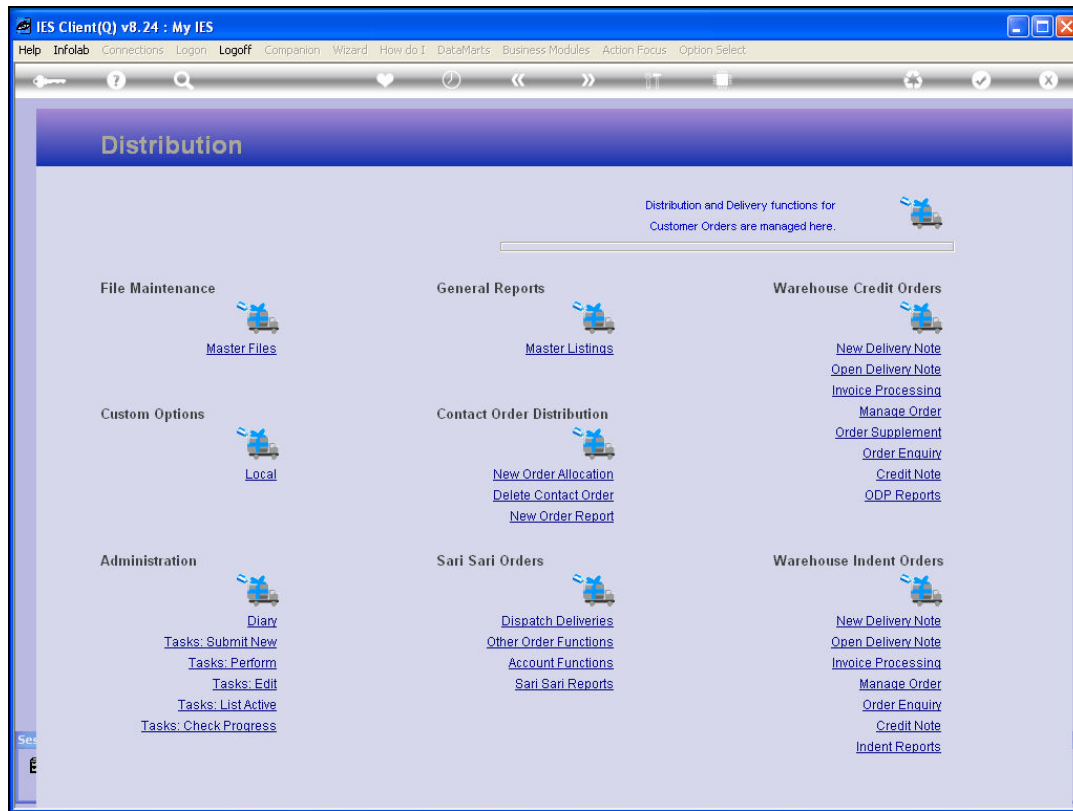 IES Client(Q) v8.24 : My IES
Help Infolab Connections Logon Logoff Companion Wizard How do I DataMarts Business Modules Action Focus Option Select
Distribution
Distribution and Delivery functions for
Customer Orders are managed here.
File Maintenance
Master Files
General Reports
Master Listings
Warehouse Credit Orders
New Delivery Note
Open Delivery Note
Invoice Processing
Manage Order
Order Supplement
Order Enquiry
Credit Note
ODP Reports
Custom Options
Local
Contact Order Distribution
New Order Allocation
Delete Contact Order
New Order Report
Administration
Diary
Tasks: Submit New
Tasks: Perform
Tasks: Edit
Tasks: List Active
Tasks: Check Progress
Sari Sari Orders
Dispatch Deliveries
Other Order Functions
Account Functions
Sari Sari Reports
Warehouse Indent Orders
New Delivery Note
Open Delivery Note
Invoice Processing
Manage Order
Order Enquiry
Credit Note
Indent Reports